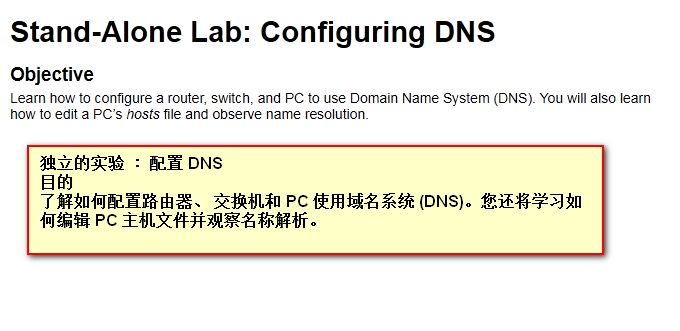 Stand-Alone Lab: Configuring DNS
Objective
Learn how to configure a router, switch, and PC to use Domain Name System (DNS). You will also learn
how to edit a PC's hosts file and observe name resolution.
独立的实验 ： 配置 DNS
目的
了解如何配置路由器、 交换机和 PC 使用域名系统 (DNS)。您还将学习如
何编辑 PC 主机文件并观察名称解析。